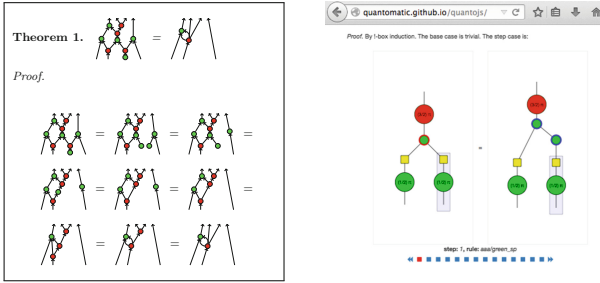 Theorem 1.
=
Proof.
= = =
= = =
= =
quantomatic.github.io/quantojs/
Proof. By !-box induction. The base case is trivial. The step case is:
=
step: 1, rule: aaa/green_sp